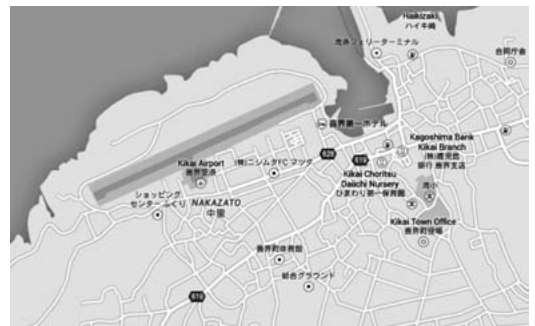 Haikizaki
ハイキ崎
湾港フェリーターミナル
合同庁舎
喜界第一ホテル
Kagoshima Bank
Kikai Branch
(株)鹿児島
銀行 喜界支店
Kikai Airport
喜界空港
(株)ニシムタFC マツダ
626
619
Kikai Choritsu
Daiichi Nursery
ひまわり第一保育園
湾小
ショッピング
センター ふくり
NAKAZATO
中里
Kikai Town Office
喜界町役場
喜界町体育館
総合グラウンド
619